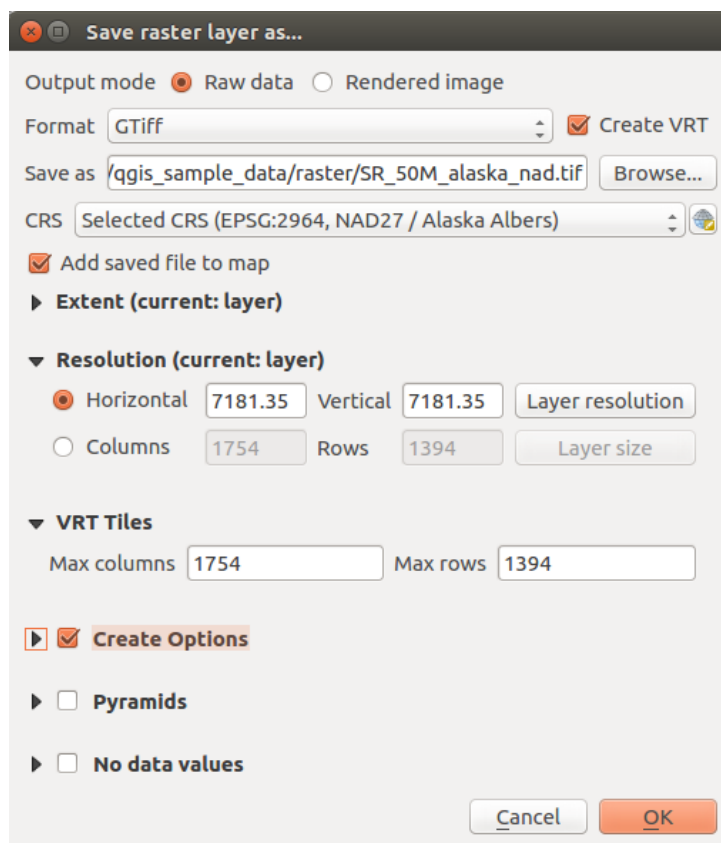 Save raster layer as...
Output mode Raw data Rendered image
Format GTiff Create VRT
Save as /qgis_sample_data/raster/SR_50M_alaska_nad.tif Browse...
CRS Selected CRS (EPSG:2964, NAD27 / Alaska Albers)
Add saved file to map
Extent (current: layer)
Resolution (current: layer)
Horizontal 7181.35 Vertical 7181.35 Layer resolution
Columns 1754 Rows 1394 Layer size
VRT Tiles
Max columns 1754 Max rows 1394
Create Options
Pyramids
No data values
Cancel OK